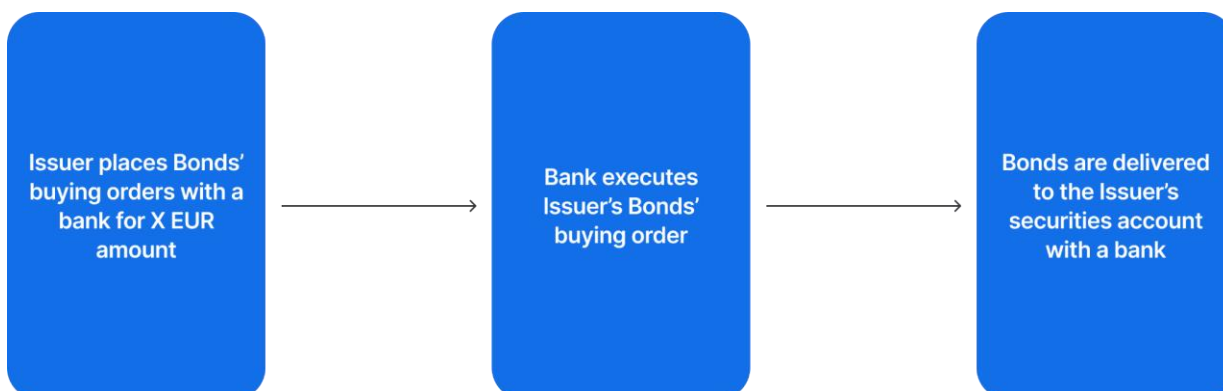 Issuer places Bonds’
buying orders with a
bank for X EUR
amount
Bank executes
Issuer’s Bonds’
buying order
Bonds are delivered
to the Issuer’s
securities account
with a bank